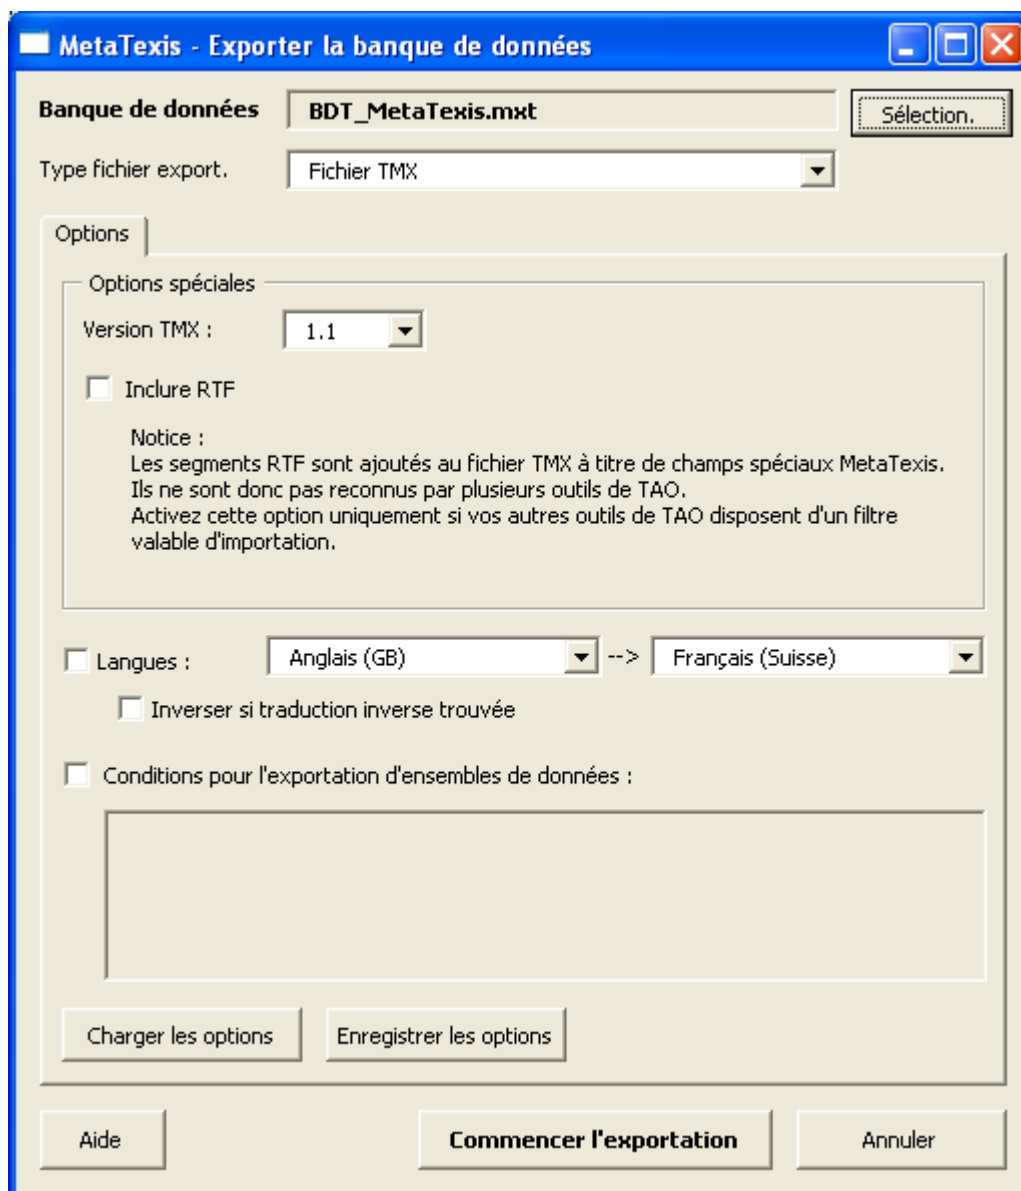 MetaTexis - Exporter la banque de données
Banque de données BDT_MetaTexis.mxt Sélection.
Type fichier export. Fichier TMX
Options
Options spéciales
Version TMX : 1.1
Inclure RTF
Notice :
Les segments RTF sont ajoutés au fichier TMX à titre de champs spéciaux MetaTexis.
Ils ne sont donc pas reconnus par plusieurs outils de TAO.
Activez cette option uniquement si vos autres outils de TAO disposent d'un filtre
valable d'importation.
Langues : Anglais (GB) --> Français (Suisse)
Inverser si traduction inverse trouvée
Conditions pour l'exportation d'ensembles de données :
Charger les options Enregistrer les options
Aide Commencer l'exportation Annuler